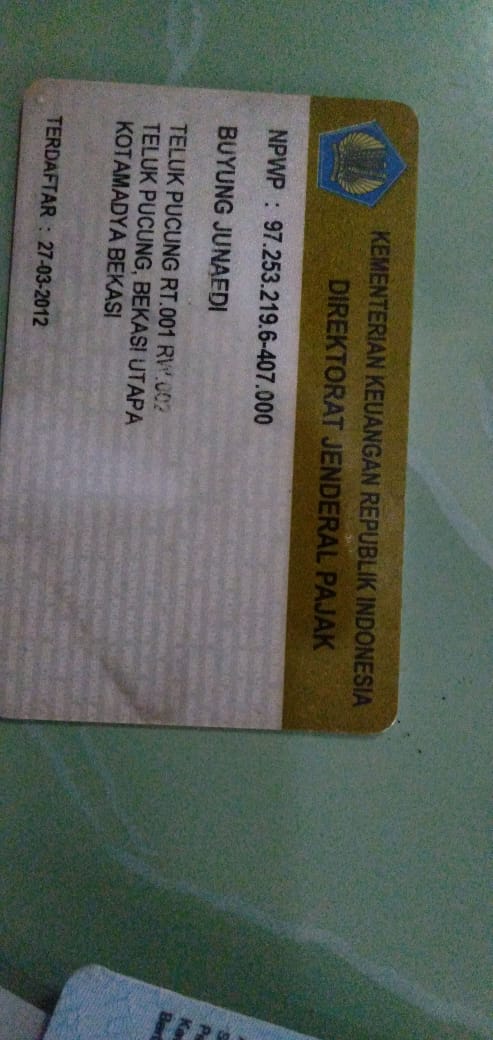 KEMENTERIAN KEUANGAN REPUBLIK INDONESIA
DIREKTORAT JENDERAL PAJAK
NPWP : 97.253.219.6-407.000
BUYUNG JUNAEDI
TELUK PUCUNG RT.001 RW.002
TELUK PUCUNG, BEKASI UTAPA
KOTAMADYA BEKASI
TERDAFTAR : 27-03-2012